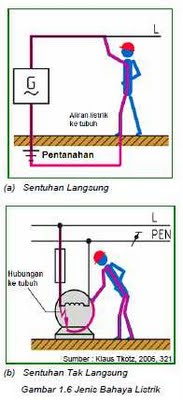 L
G
Aliran listrik
ke tubuh
Pentanahan
(a) Sentuhan Langsung
L
PEN
Hubungan
ke tubuh
Sumber : Klaus Tkotz, 2006, 321
(b) Sentuhan Tak Langsung
Gambar 1.6 Jenis Bahaya Listrik